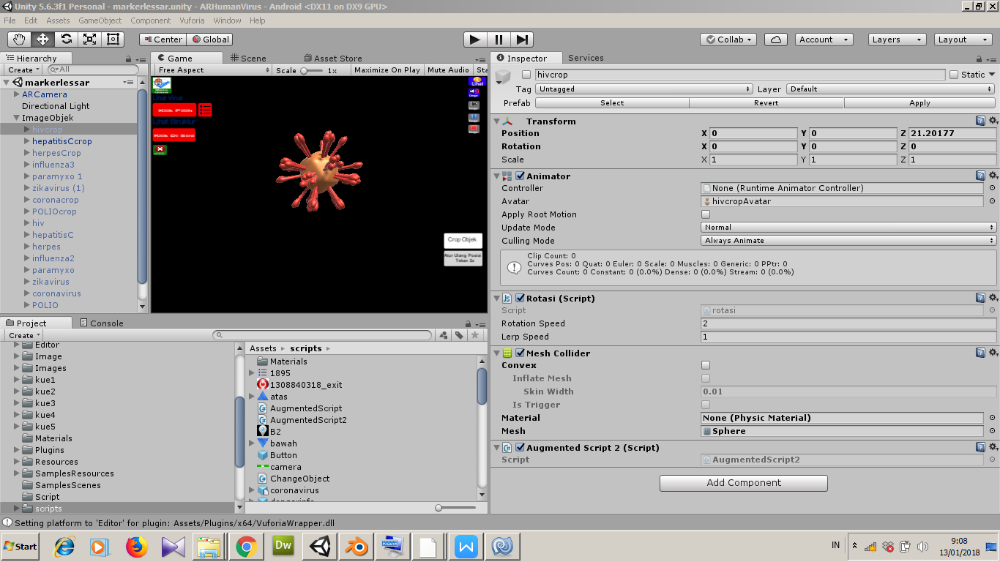 Unity 5.6.3f1 Personal - markerlessar.unity - ARHumanVirus - Android <DX11 on DX9 GPU>
File Edit Assets GameObject Component Vuforia Window Help
Center Global Collab Account Layers Layout
Hierarchy
Create All
markerlessar
ARCamera
Directional Light
ImageObjek
hivcrop
hepatitisCcrop
herpesCrop
influenza3
paramyxo 1
zikavirus (1)
coronacrop
POLIOcrop
hiv
hepatitisC
herpes
influenza2
paramyxo
zikavirus
coronavirus
POLIO
Game Scene Asset Store
Free Aspect Scale 1x Maximize On Play Mute Audio Sta
Lihat Virus
Klik Pilih
Lihat Struktur
Klik Di Sini
Lihat
Crop Objek
Atur Ulang Posisi
Tekan 2x
Inspector Services
hivcrop Static
Tag Untagged Layer Default
Prefab Select Revert Apply
Transform
Position X 0 Y 0 Z 21.20177
Rotation X 0 Y 0 Z 0
Scale X 1 Y 1 Z 1
Animator
Controller None (Runtime Animator Controller)
Avatar hivcropAvatar
Apply Root Motion
Update Mode Normal
Culling Mode Always Animate
Clip Count: 0
Curves Pos: 0 Quat: 0 Euler: 0 Scale: 0 Muscles: 0 Generic: 0 PPtr: 0
Curves Count: 0 Constant: 0 (0.0%) Dense: 0 (0.0%) Stream: 0 (0.0%)
Rotasi (Script)
Script rotasi
Rotation Speed 2
Lerp Speed 1
Mesh Collider
Convex
Inflate Mesh
Skin Width 0.01
Is Trigger
Material None (Physic Material)
Mesh Sphere
Augmented Script 2 (Script)
Script AugmentedScript2
Add Component
Project Console
Create
Editor
Image
Images
kue1
kue2
kue3
kue4
kue5
Materials
Plugins
Resources
SamplesResources
SamplesScenes
Script
scripts
Assets scripts
Materials
1895
1308840318_exit
atas
AugmentedScript
AugmentedScript2
B2
bawah
Button
camera
ChangeObject
coronavirus
Setting platform to 'Editor' for plugin: Assets/Plugins/x64/VuforiaWrapper.dll
Start Dw IN 9:08
13/01/2018